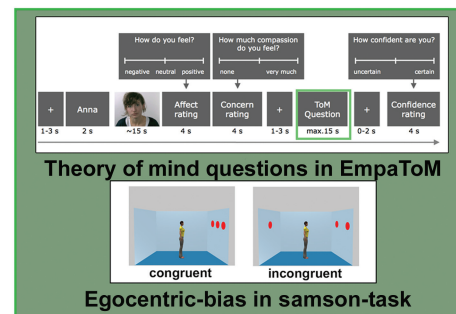 How do you feel?
negative neutral positive
How much compassion
do you feel?
none very much
How confident are you?
uncertain certain
+ Anna Affect rating Concern rating + ToM Question + Confidence rating
1-3 s 2 s ~15 s 4 s 4 s 1-3 s max.15 s 0-2 s 4 s
Theory of mind questions in EmpaToM
congruent incongruent
Egocentric-bias in samson-task